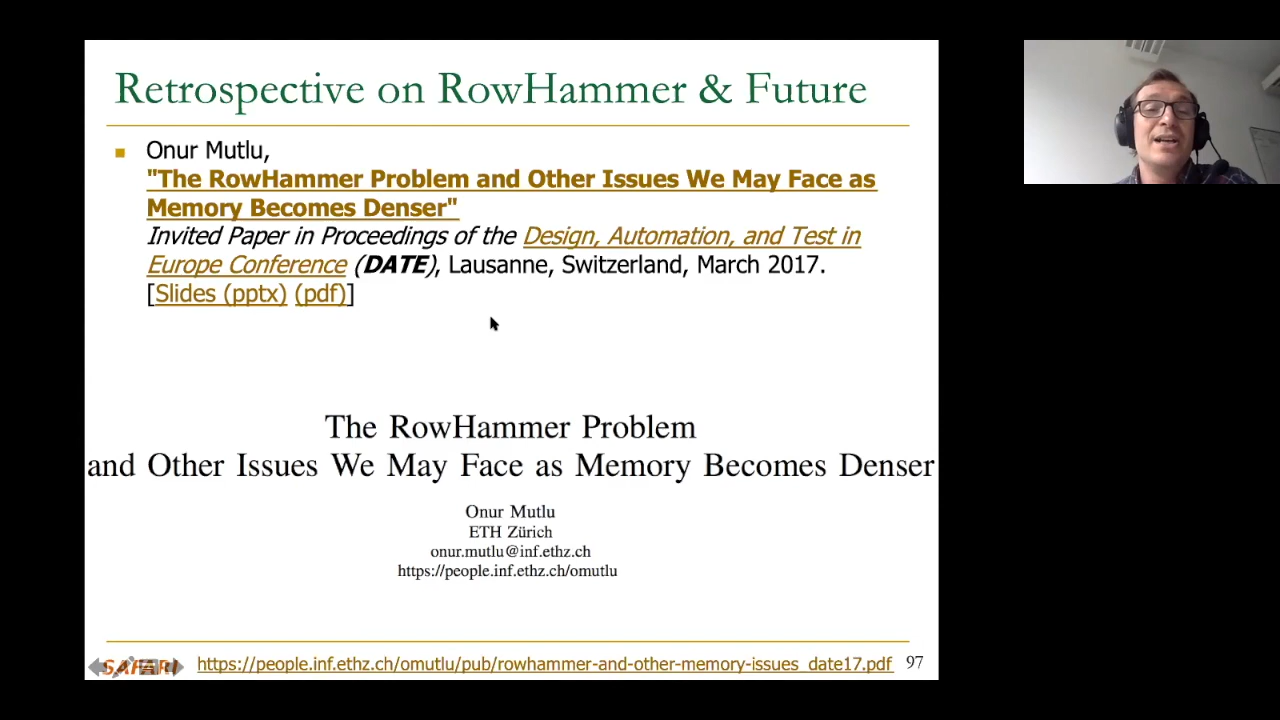 Retrospective on RowHammer & Future
Onur Mutlu,
"The RowHammer Problem and Other Issues We May Face as
Memory Becomes Denser"
Invited Paper in Proceedings of the Design, Automation, and Test in
Europe Conference (DATE), Lausanne, Switzerland, March 2017.
[Slides (pptx) (pdf)]
The RowHammer Problem
and Other Issues We May Face as Memory Becomes Denser
Onur Mutlu
ETH Zürich
onur.mutlu@inf.ethz.ch
https://people.inf.ethz.ch/omutlu
SAFARI https://people.inf.ethz.ch/omutlu/pub/rowhammer-and-other-memory-issues_date17.pdf 97